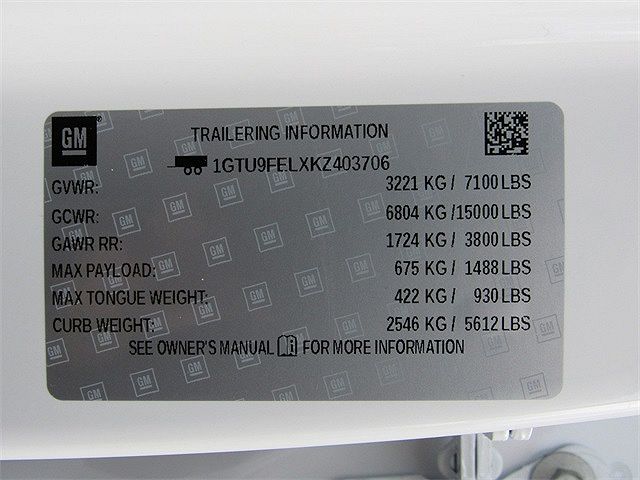 GM
TRAILERING INFORMATION
1GTU9FELXKZ403706
GVWR: 3221 KG / 7100 LBS
GCWR: 6804 KG /15000 LBS
GAWR RR: 1724 KG / 3800 LBS
MAX PAYLOAD: 675 KG / 1488 LBS
MAX TONGUE WEIGHT: 422 KG / 930 LBS
CURB WEIGHT: 2546 KG / 5612 LBS
SEE OWNER'S MANUAL FOR MORE INFORMATION